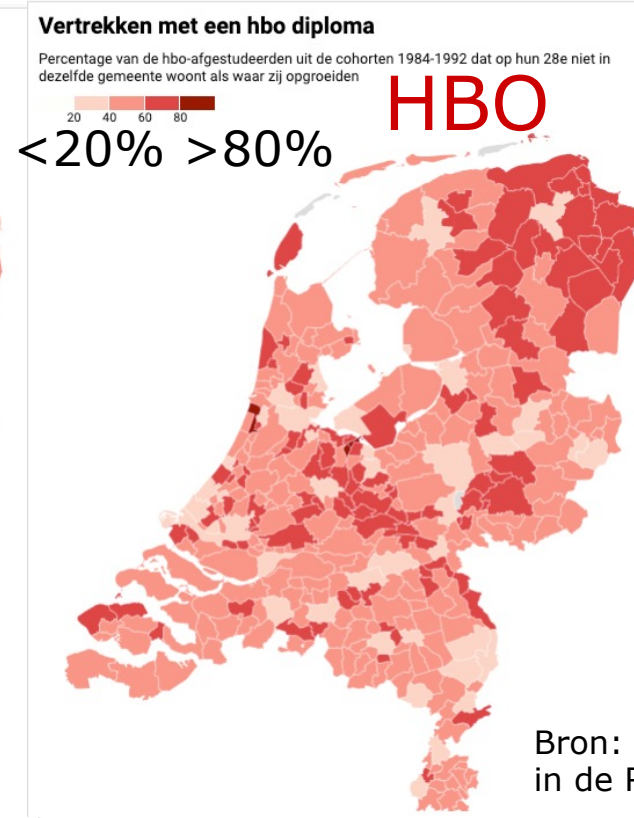 Vertrekken met een hbo diploma
Percentage van de hbo-afgestudeerden uit de cohorten 1984-1992 dat op hun 28e niet in
dezelfde gemeente woont als waar zij opgroeiden
HBO
20 40 60 80
<20% >80%
Bron:
in de